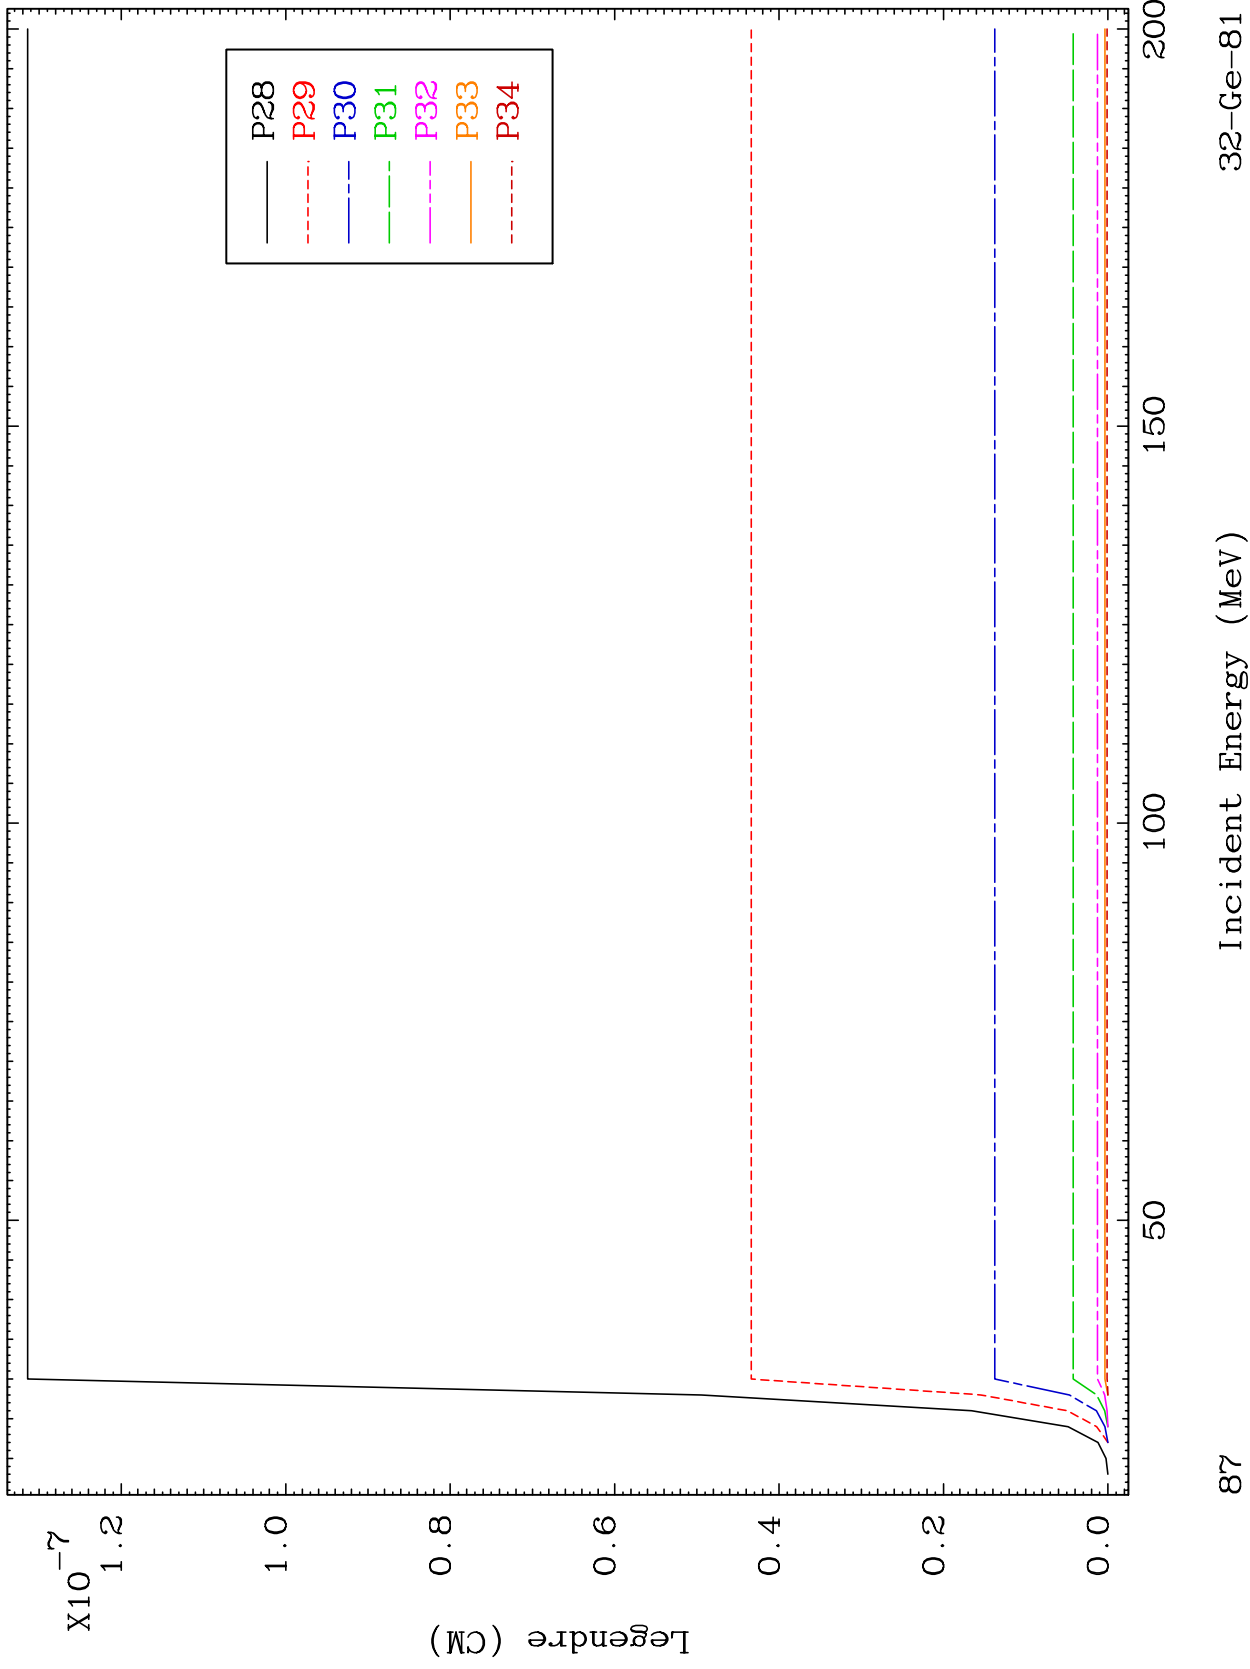 X10-7
1.2
1.0
0.8
0.6
0.4
0.2
0.0
Legendre (CM)
P28
P29
P30
P31
P32
P33
P34
50
100
150
200
Incident Energy (MeV)
87
32-Ge-81